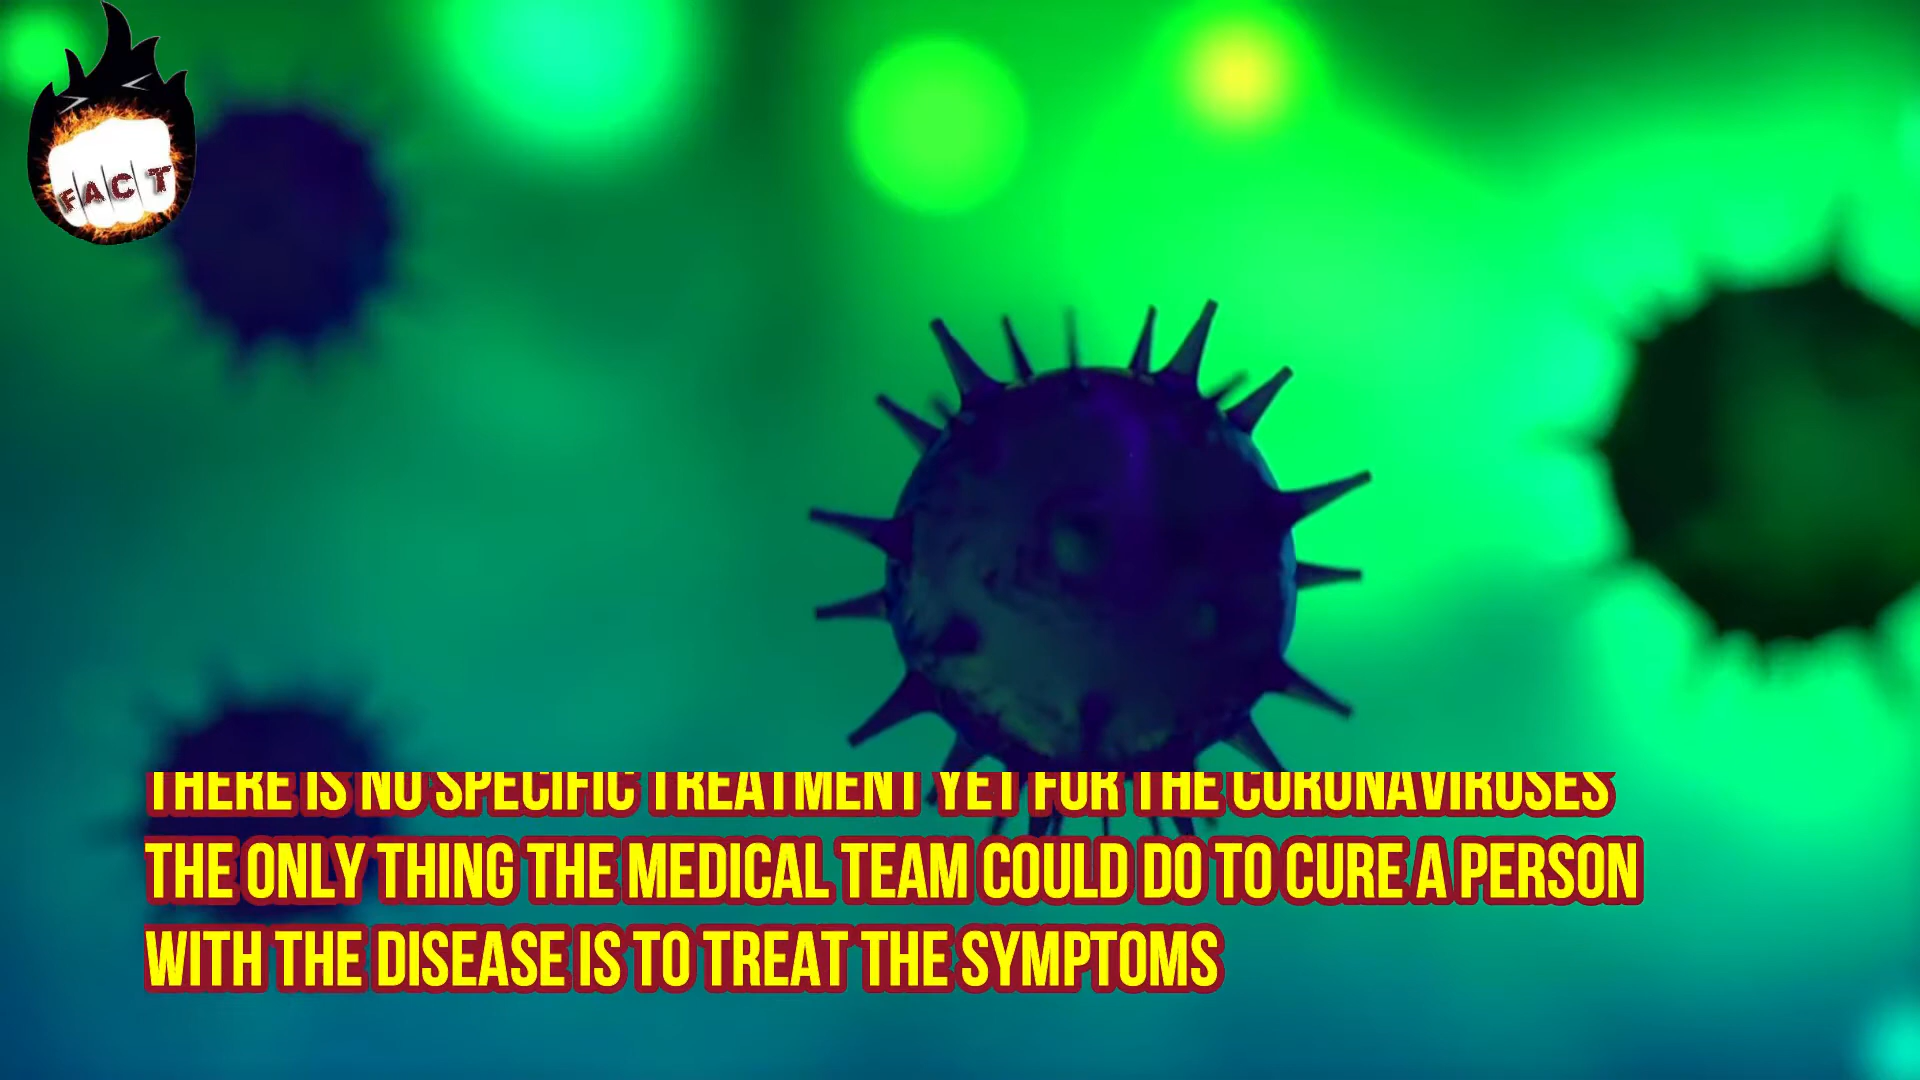 FACT
THERE IS NO SPECIFIC TREATMENT YET FOR THE CORONAVIRUSES
THE ONLY THING THE MEDICAL TEAM COULD DO TO CURE A PERSON
WITH THE DISEASE IS TO TREAT THE SYMPTOMS